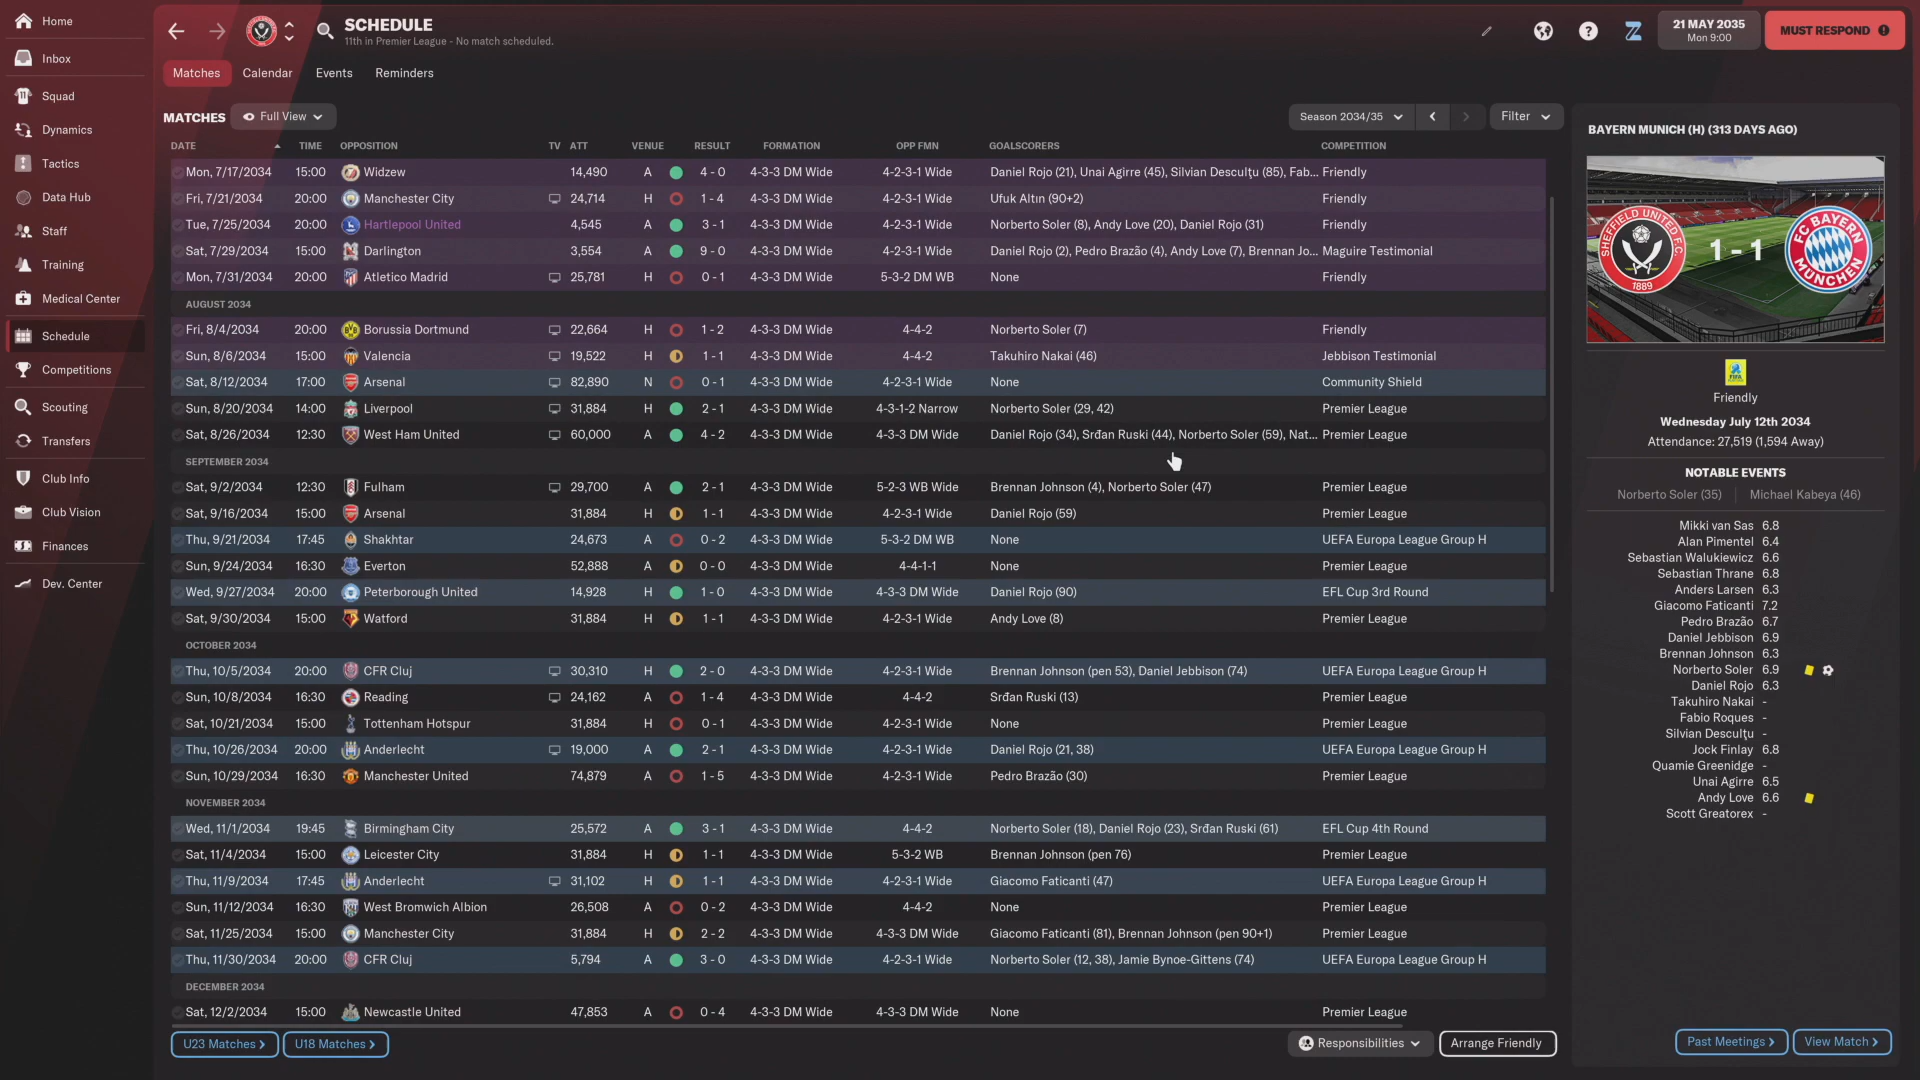 Home
Inbox
Squad
Dynamics
Tactics
Data Hub
Staff
Training
Medical Center
Schedule
Competitions
Scouting
Transfers
Club Info
Club Vision
Finances
Dev. Center
SCHEDULE
11th in Premier League - No match scheduled.
21 MAY 2035
Mon 9:00
MUST RESPOND
Matches Calendar Events Reminders
MATCHES Full View Season 2034/35 Filter
DATE TIME OPPOSITION TV ATT VENUE RESULT FORMATION OPP FMN GOALSCORERS COMPETITION
Mon, 7/17/2034 15:00 Widzew 14,490 A 4 - 0 4-3-3 DM Wide 4-2-3-1 Wide Daniel Rojo (21), Unai Agirre (45), Silvian Desculţu (85), Fab... Friendly
Fri, 7/21/2034 20:00 Manchester City 24,714 H 1 - 4 4-3-3 DM Wide 4-2-3-1 Wide Ufuk Altın (90+2) Friendly
Tue, 7/25/2034 20:00 Hartlepool United 4,545 A 3 - 1 4-3-3 DM Wide 4-2-3-1 Wide Norberto Soler (8), Andy Love (20), Daniel Rojo (31) Friendly
Sat, 7/29/2034 15:00 Darlington 3,554 A 9 - 0 4-3-3 DM Wide 4-2-3-1 Wide Daniel Rojo (2), Pedro Brazão (4), Andy Love (7), Brennan Jo... Maguire Testimonial
Mon, 7/31/2034 20:00 Atletico Madrid 25,781 H 0 - 1 4-3-3 DM Wide 5-3-2 DM WB None Friendly
AUGUST 2034
Fri, 8/4/2034 20:00 Borussia Dortmund 22,664 H 1 - 2 4-3-3 DM Wide 4-4-2 Norberto Soler (7) Friendly
Sun, 8/6/2034 15:00 Valencia 19,522 H 1 - 1 4-3-3 DM Wide 4-4-2 Takuhiro Nakai (46) Jebbison Testimonial
Sat, 8/12/2034 17:00 Arsenal 82,890 N 0 - 1 4-3-3 DM Wide 4-2-3-1 Wide None Community Shield
Sun, 8/20/2034 14:00 Liverpool 31,884 H 2 - 1 4-3-3 DM Wide 4-3-1-2 Narrow Norberto Soler (29, 42) Premier League
Sat, 8/26/2034 12:30 West Ham United 60,000 A 4 - 2 4-3-3 DM Wide 4-3-3 DM Wide Daniel Rojo (34), Srđan Ruski (44), Norberto Soler (59), Nat... Premier League
SEPTEMBER 2034
Sat, 9/2/2034 12:30 Fulham 29,700 A 2 - 1 4-3-3 DM Wide 5-2-3 WB Wide Brennan Johnson (4), Norberto Soler (47) Premier League
Sat, 9/16/2034 15:00 Arsenal 31,884 H 1 - 1 4-3-3 DM Wide 4-2-3-1 Wide Daniel Rojo (59) Premier League
Thu, 9/21/2034 17:45 Shakhtar 24,673 A 0 - 2 4-3-3 DM Wide 5-3-2 DM WB None UEFA Europa League Group H
Sun, 9/24/2034 16:30 Everton 52,888 A 0 - 0 4-3-3 DM Wide 4-4-1-1 None Premier League
Wed, 9/27/2034 20:00 Peterborough United 14,928 H 1 - 0 4-3-3 DM Wide 4-3-3 DM Wide Daniel Rojo (90) EFL Cup 3rd Round
Sat, 9/30/2034 15:00 Watford 31,884 H 1 - 1 4-3-3 DM Wide 4-2-3-1 Wide Andy Love (8) Premier League
OCTOBER 2034
Thu, 10/5/2034 20:00 CFR Cluj 30,310 H 2 - 0 4-3-3 DM Wide 4-2-3-1 Wide Brennan Johnson (pen 53), Daniel Jebbison (74) UEFA Europa League Group H
Sun, 10/8/2034 16:30 Reading 24,162 A 1 - 4 4-3-3 DM Wide 4-4-2 Srđan Ruski (13) Premier League
Sat, 10/21/2034 15:00 Tottenham Hotspur 31,884 H 0 - 1 4-3-3 DM Wide 4-2-3-1 Wide None Premier League
Thu, 10/26/2034 20:00 Anderlecht 19,000 A 2 - 1 4-3-3 DM Wide 4-2-3-1 Wide Daniel Rojo (21, 38) UEFA Europa League Group H
Sun, 10/29/2034 16:30 Manchester United 74,879 A 1 - 5 4-3-3 DM Wide 4-2-3-1 Wide Pedro Brazão (30) Premier League
NOVEMBER 2034
Wed, 11/1/2034 19:45 Birmingham City 25,572 A 3 - 1 4-3-3 DM Wide 4-4-2 Norberto Soler (18), Daniel Rojo (23), Srđan Ruski (61) EFL Cup 4th Round
Sat, 11/4/2034 15:00 Leicester City 31,884 H 1 - 1 4-3-3 DM Wide 5-3-2 WB Brennan Johnson (pen 76) Premier League
Thu, 11/9/2034 17:45 Anderlecht 31,102 H 1 - 1 4-3-3 DM Wide 4-2-3-1 Wide Giacomo Faticanti (47) UEFA Europa League Group H
Sun, 11/12/2034 16:30 West Bromwich Albion 26,508 A 0 - 2 4-3-3 DM Wide 4-4-2 None Premier League
Sat, 11/25/2034 15:00 Manchester City 31,884 H 2 - 2 4-3-3 DM Wide 4-3-3 DM Wide Giacomo Faticanti (81), Brennan Johnson (pen 90+1) Premier League
Thu, 11/30/2034 20:00 CFR Cluj 5,794 A 3 - 0 4-3-3 DM Wide 4-2-3-1 Wide Norberto Soler (12, 38), Jamie Bynoe-Gittens (74) UEFA Europa League Group H
DECEMBER 2034
Sat, 12/2/2034 15:00 Newcastle United 47,853 A 0 - 4 4-3-3 DM Wide 4-3-3 DM Wide None Premier League
U23 Matches U18 Matches Responsibilities Arrange Friendly
BAYERN MUNICH (H) (313 DAYS AGO)
SHEFFIELD UNITED F.C.
1889
1 - 1
FC BAYERN
MÜNCHEN
FIFA
Friendly
Wednesday July 12th 2034
Attendance: 27,519 (1,594 Away)
NOTABLE EVENTS
Norberto Soler (35) Michael Kabeya (46)
Mikki van Sas 6.8
Alan Pimentel 6.4
Sebastian Walukiewicz 6.6
Sebastian Thrane 6.8
Anders Larsen 6.3
Giacomo Faticanti 7.2
Pedro Brazão 6.7
Daniel Jebbison 6.9
Brennan Johnson 6.3
Norberto Soler 6.9
Daniel Rojo 6.3
Takuhiro Nakai -
Fabio Roques -
Silvian Desculţu -
Jock Finlay 6.8
Quamie Greenidge -
Unai Agirre 6.5
Andy Love 6.6
Scott Greatorex -
Past Meetings View Match